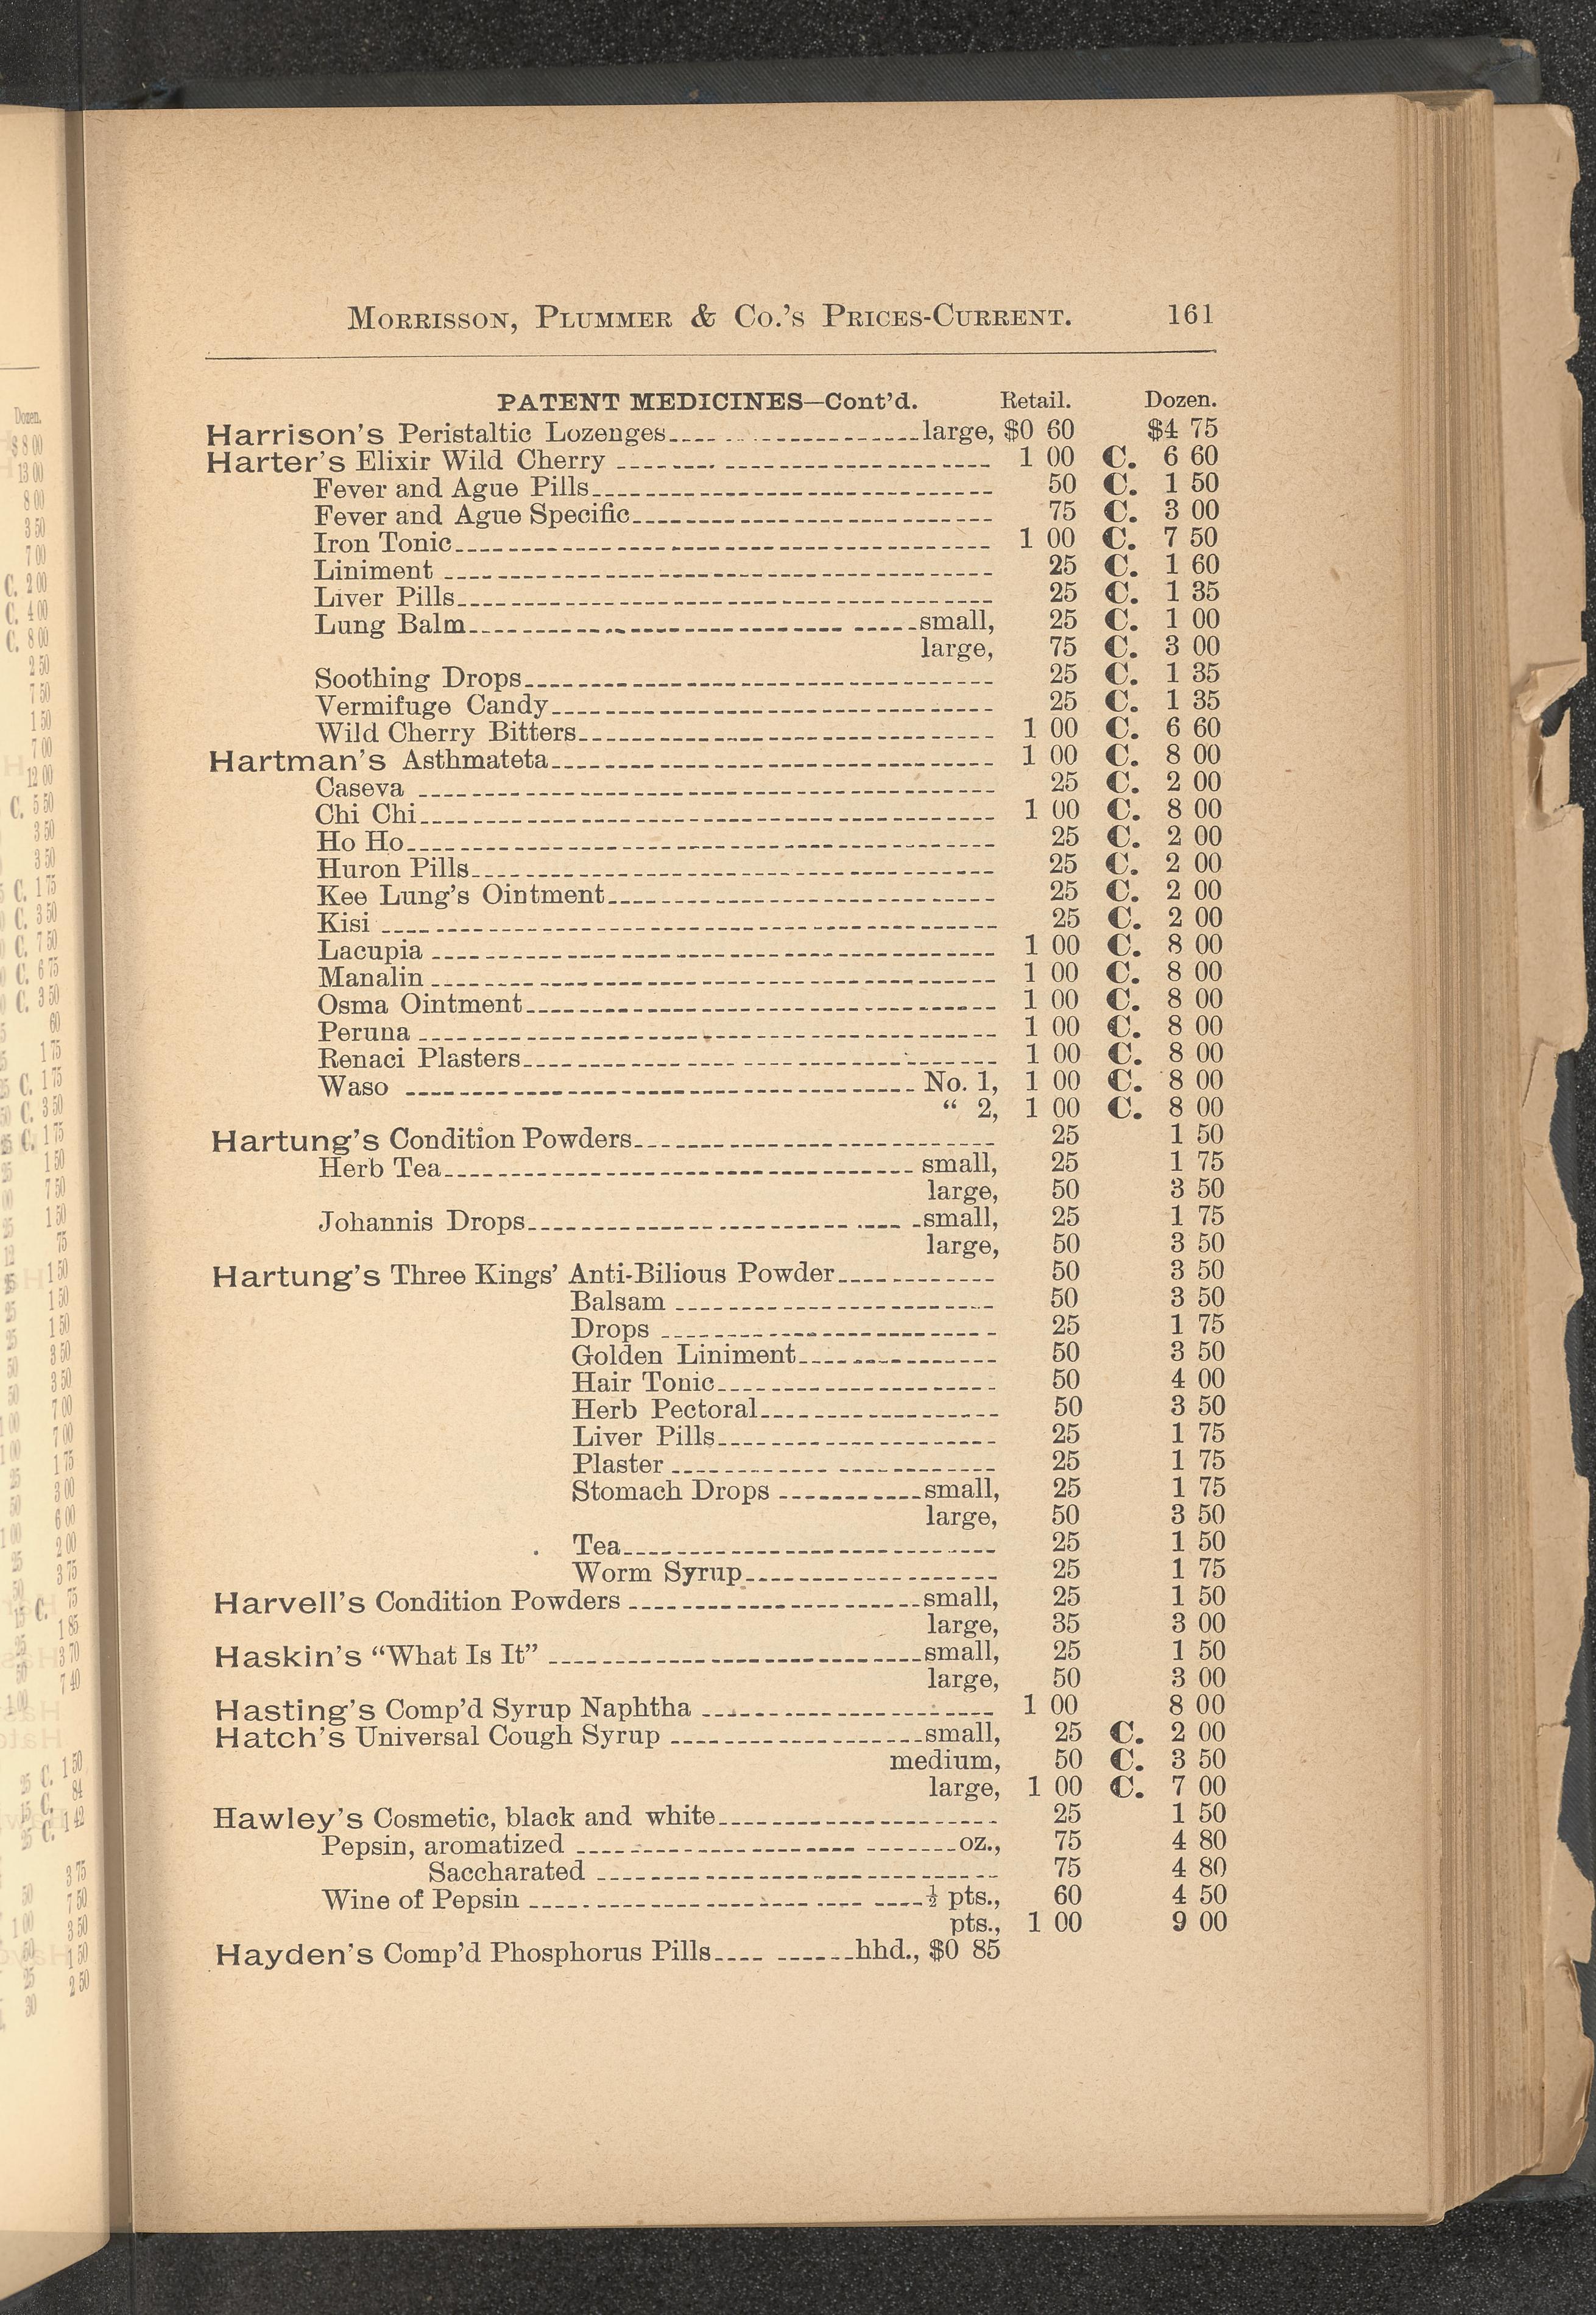 MORRISSON, PLUMMER & CO.'S PRICES-CURRENT. 161
PATENT MEDICINES—Cont'd. Retail. Dozen.
Harrison's Peristaltic Lozenges large, $0 60 $4 75
Harter's Elixir Wild Cherry 1 00 C. 6 60
Fever and Ague Pills 50 C. 1 50
Fever and Ague Specific 75 C. 3 00
Iron Tonic 1 00 C. 7 50
Liniment 25 C. 1 60
Liver Pills 25 C. 1 35
Lung Balm small, 25 C. 1 00
large, 75 C. 3 00
Soothing Drops 25 C. 1 35
Vermifuge Candy 25 C. 1 35
Wild Cherry Bitters 1 00 C. 6 60
Hartman's Asthmateta 1 00 C. 8 00
Caseva 25 C. 2 00
Chi Chi 1 00 C. 8 00
Ho Ho 25 C. 2 00
Huron Pills 25 C. 2 00
Kee Lung's Ointment 25 C. 2 00
Kisi 25 C. 2 00
Lacupia 1 00 C. 8 00
Manalin 1 00 C. 8 00
Osma Ointment 1 00 C. 8 00
Peruna 1 00 C. 8 00
Renaci Plasters 1 00 C. 8 00
Waso No. 1, 1 00 C. 8 00
“ 2, 1 00 C. 8 00
Hartung's Condition Powders 25 1 50
Herb Tea small, 25 1 75
large, 50 3 50
Johannis Drops small, 25 1 75
large, 50 3 50
Hartung's Three Kings' Anti-Bilious Powder 50 3 50
Balsam 50 3 50
Drops 25 1 75
Golden Liniment 50 3 50
Hair Tonic 50 4 00
Herb Pectoral 50 3 50
Liver Pills 25 1 75
Plaster 25 1 75
Stomach Drops small, 25 1 75
large, 50 3 50
Tea 25 1 50
Worm Syrup 25 1 75
Harvell's Condition Powders small, 25 1 50
large, 35 3 00
Haskin's “What Is It” small, 25 1 50
large, 50 3 00
Hasting's Comp'd Syrup Naphtha 1 00 8 00
Hatch's Universal Cough Syrup small, 25 C. 2 00
medium, 50 C. 3 50
large, 1 00 C. 7 00
Hawley's Cosmetic, black and white 25 1 50
Pepsin, aromatized oz., 75 4 80
Saccharated 75 4 80
Wine of Pepsin ½ pts., 60 4 50
pts., 1 00 9 00
Hayden's Comp'd Phosphorus Pills hhd., $0 85